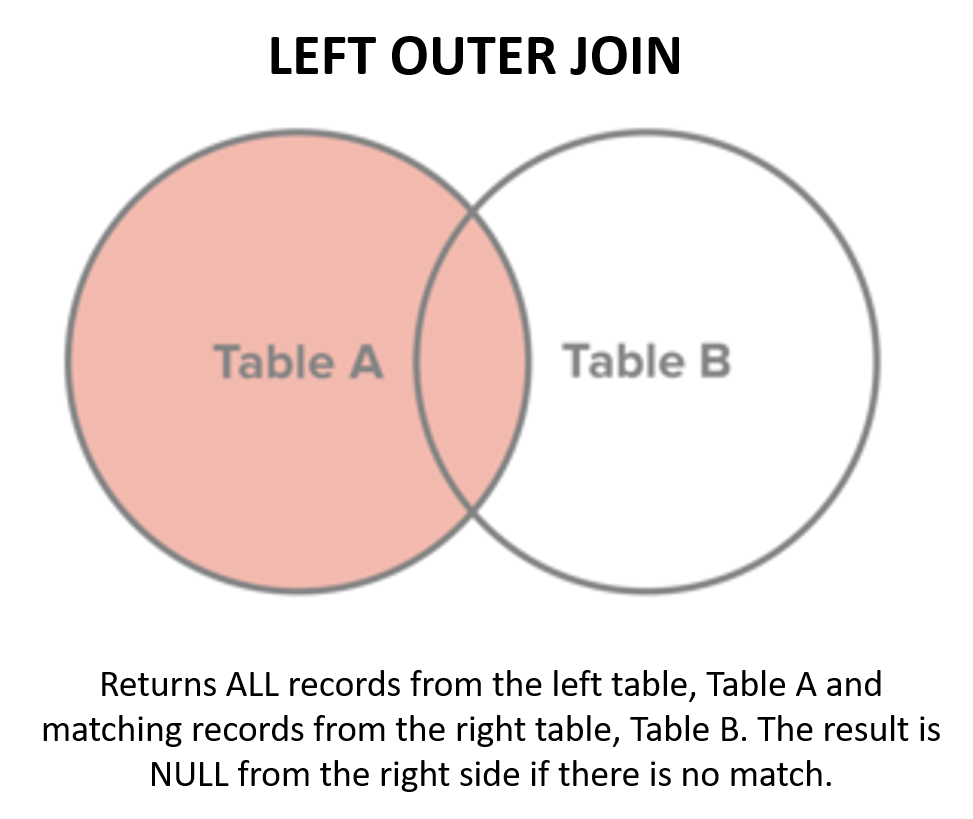 LEFT OUTER JOIN
Table A
Table B
Returns ALL records from the left table, Table A and
matching records from the right table, Table B. The result is
NULL from the right side if there is no match.